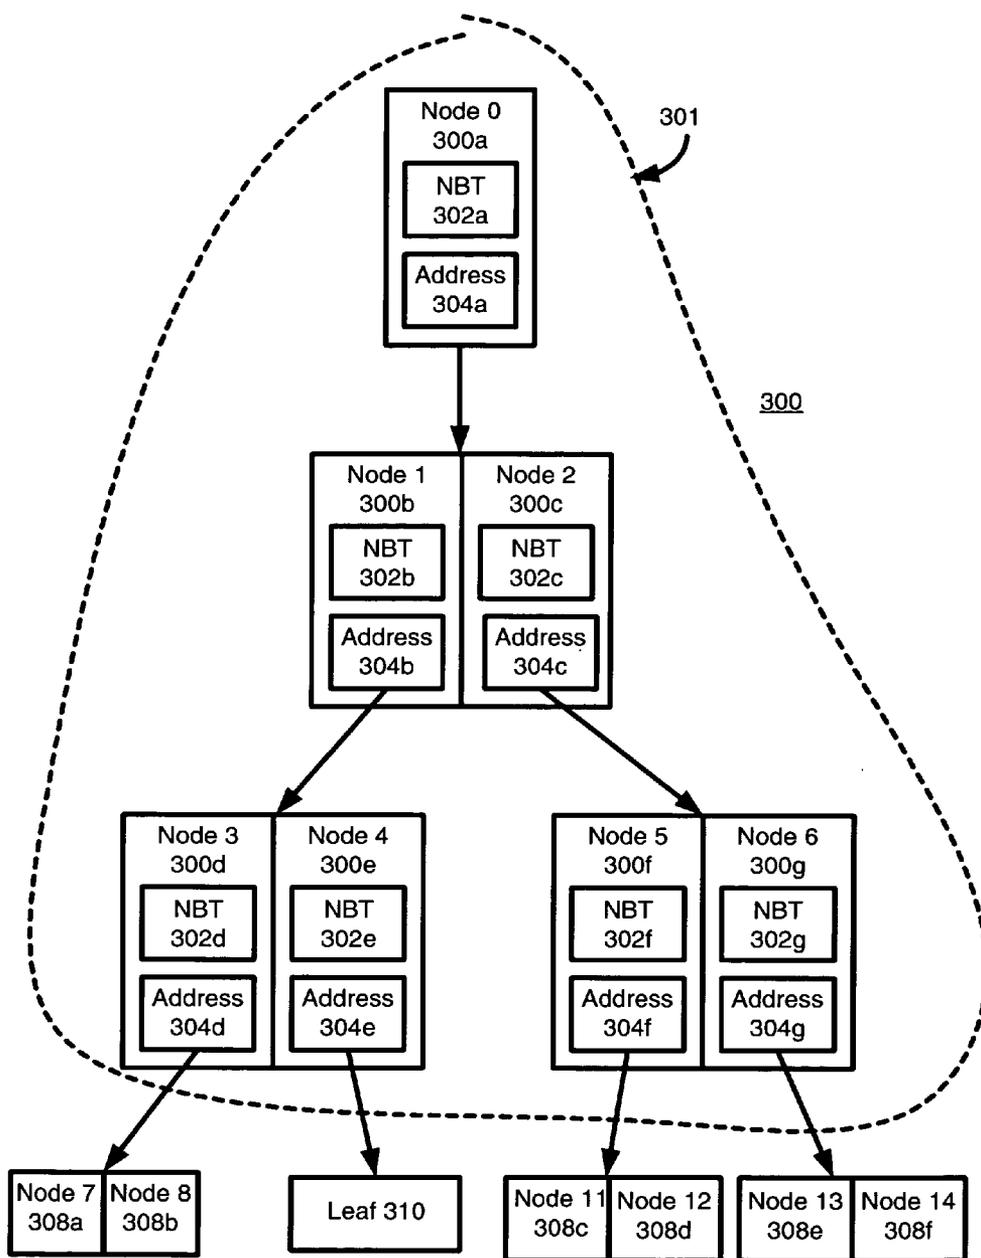 Node 0
300a
NBT
302a
Address
304a
301
300
Node 1
300b
NBT
302b
Address
304b
Node 2
300c
NBT
302c
Address
304c
Node 3
300d
NBT
302d
Address
304d
Node 4
300e
NBT
302e
Address
304e
Node 5
300f
NBT
302f
Address
304f
Node 6
300g
NBT
302g
Address
304g
Node 7
308a
Node 8
308b
Leaf 310
Node 11
308c
Node 12
308d
Node 13
308e
Node 14
308f